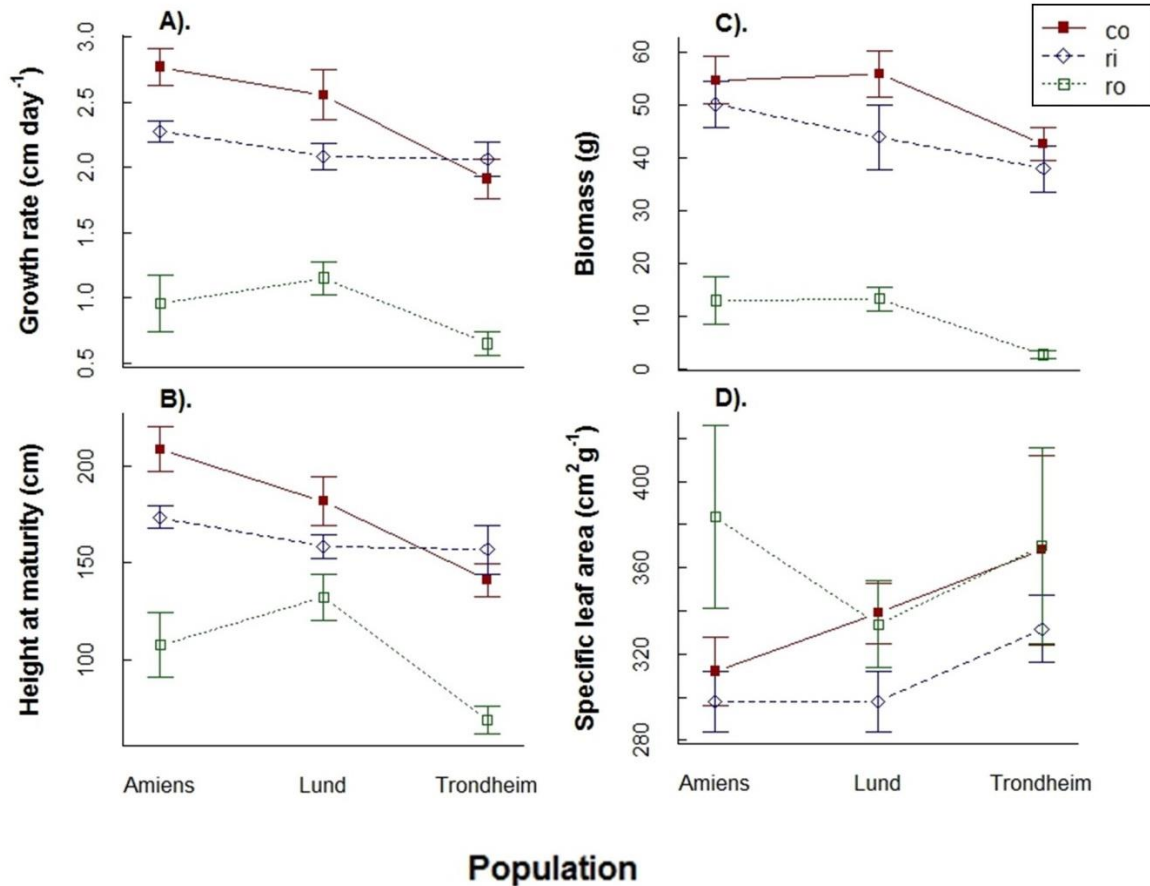 A).
Growth rate (cm day-1)
3.0
2.5
2.0
1.5
1.0
0.5
C).
Biomass (g)
60
50
40
30
20
10
0
co
ri
ro
B).
Height at maturity (cm)
200
150
100
Amiens Lund Trondheim
D).
Specific leaf area (cm2g-1)
400
360
320
280
Amiens Lund Trondheim
Population